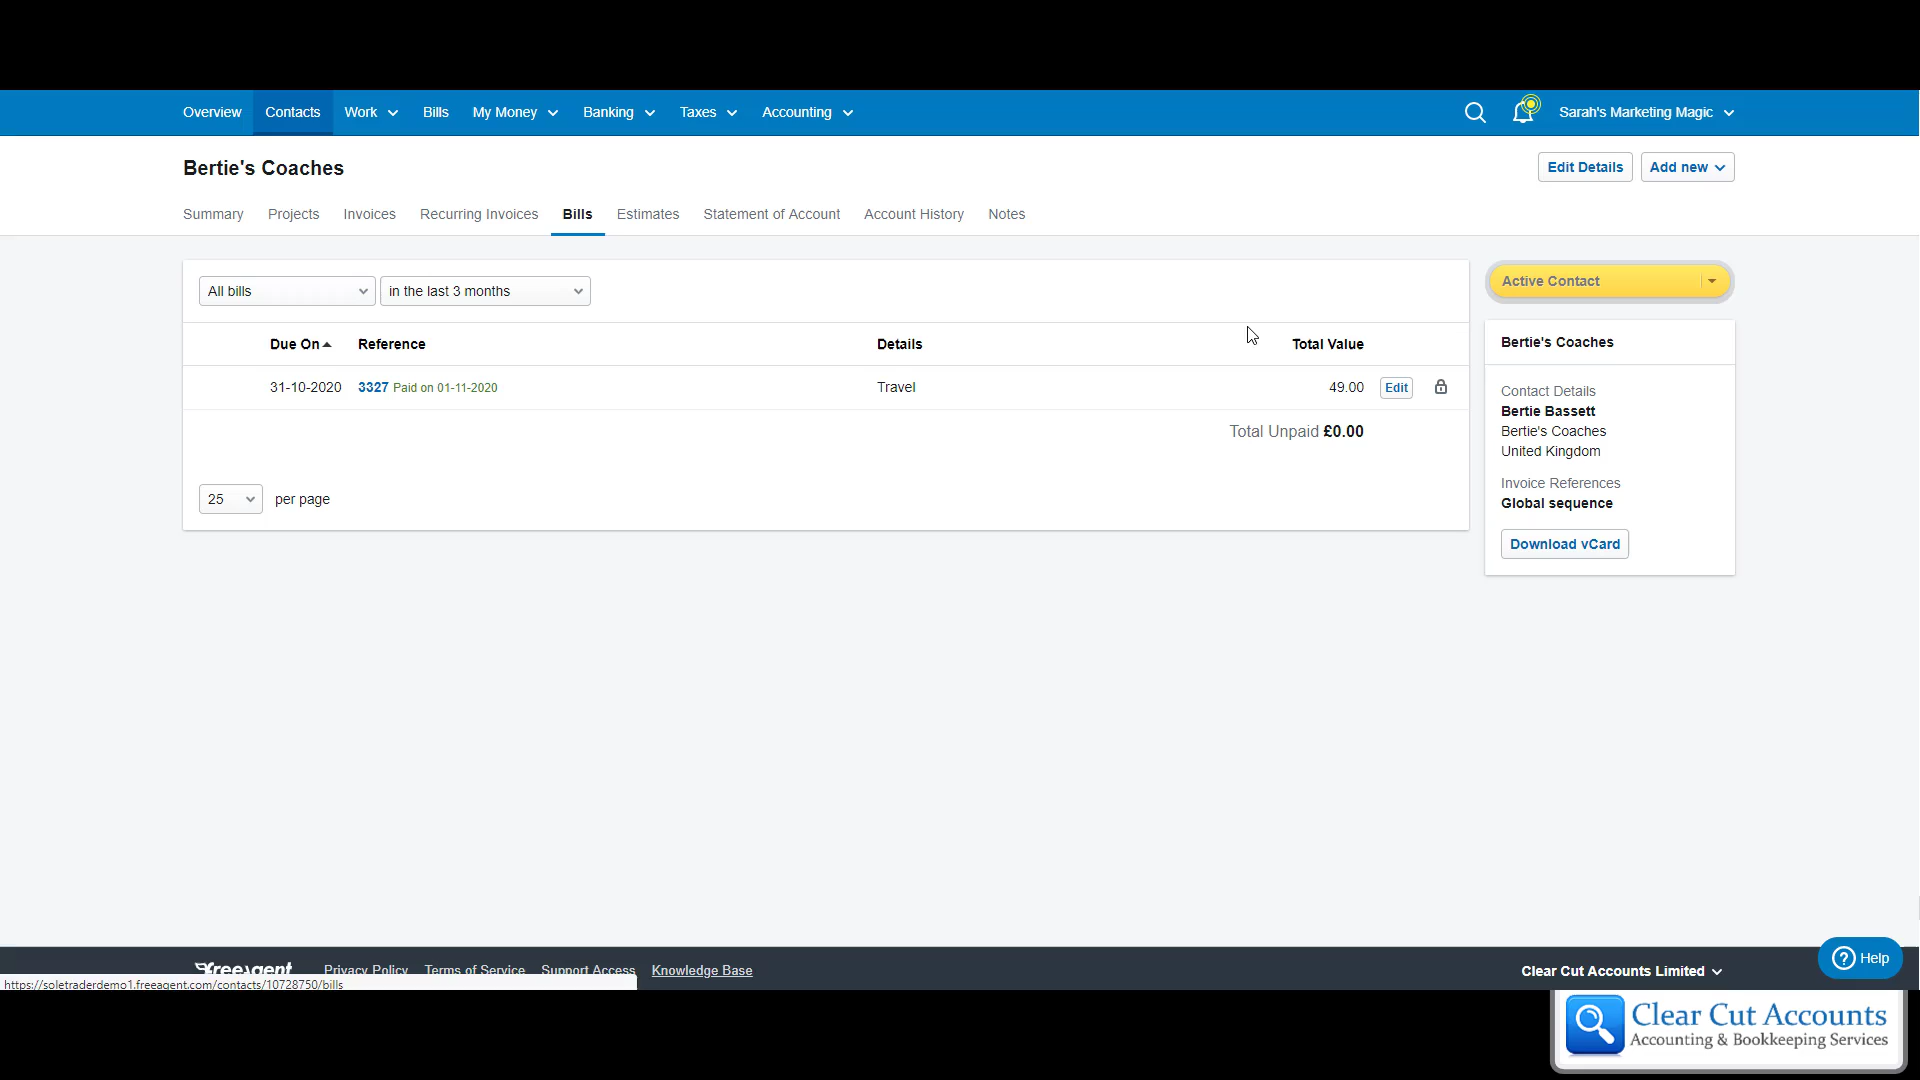 Overview Contacts Work Bills My Money Banking Taxes Accounting Sarah's Marketing Magic
Bertie's Coaches Edit Details Add new
Summary Projects Invoices Recurring Invoices Bills Estimates Statement of Account Account History Notes
All bills in the last 3 months
Active Contact
Due On Reference Details Total Value
31-10-2020 3327 Paid on 01-11-2020 Travel 49.00 Edit
Total Unpaid £0.00
25 per page
Bertie's Coaches
Contact Details
Bertie Bassett
Bertie's Coaches
United Kingdom
Invoice References
Global sequence
Download vCard
Help
freeagent Privacy Policy Terms of Service Support Access Knowledge Base Clear Cut Accounts Limited
https://soletraderdemo1.freeagent.com/contacts/10728750/bills
Clear Cut Accounts
Accounting & Bookkeeping Services